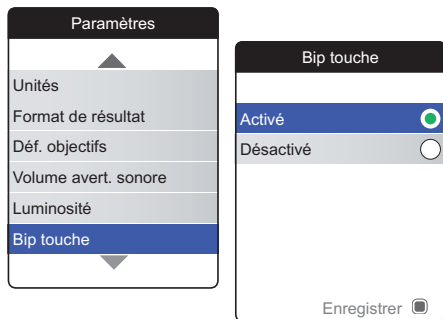 Paramètres
Unités
Format de résultat
Déf. objectifs
Volume avert. sonore
Luminosité
Bip touche
Bip touche
Activé
Désactivé
Enregistrer